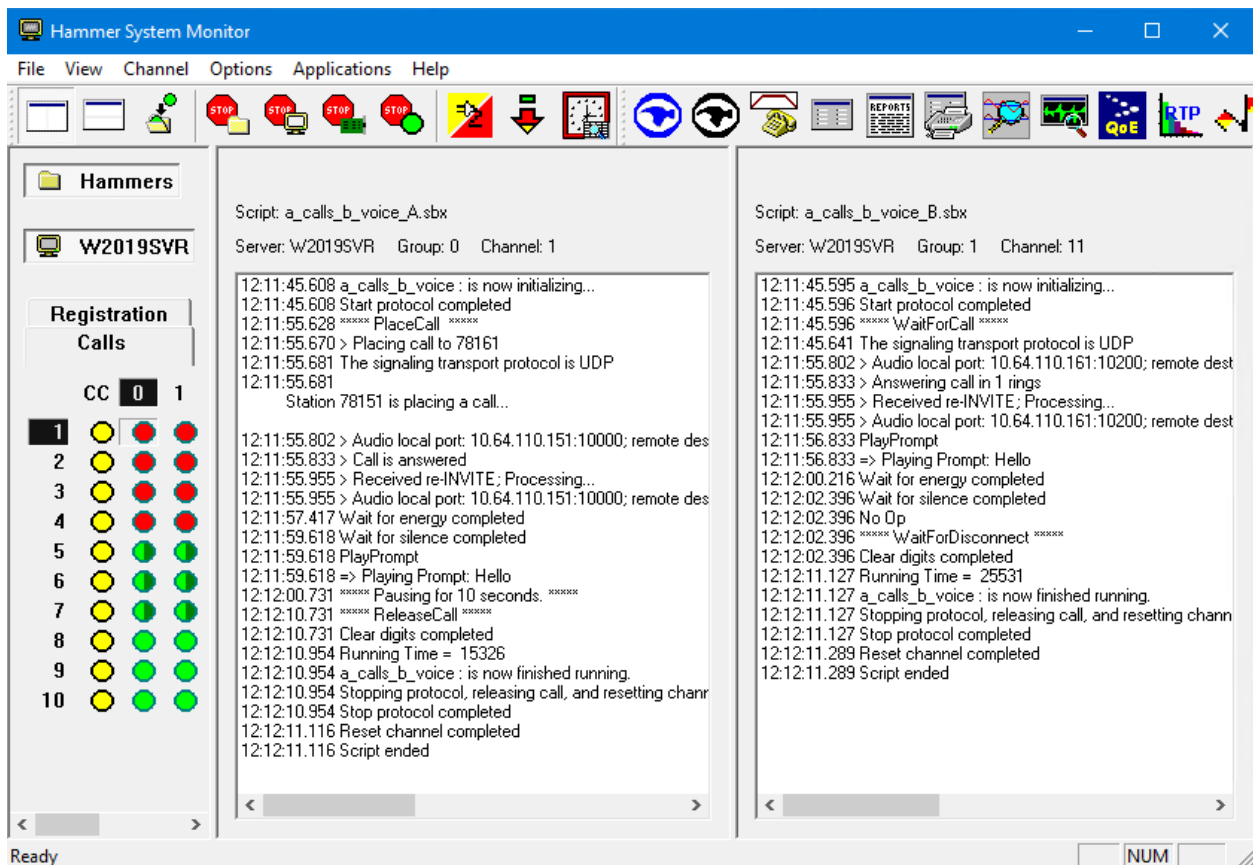 Hammer System Monitor
File View Channel Options Applications Help
STOP STOP STOP STOP REPORTS QoE RTP
Hammers
W2019SVR
Registration
Calls
CC 0 1
1
2
3
4
5
6
7
8
9
10
Script: a_calls_b_voice_A.sbx
Server: W2019SVR Group: 0 Channel: 1
12:11:45.608 a_calls_b_voice : is now initializing...
12:11:45.608 Start protocol completed
12:11:55.628 ***** PlaceCall *****
12:11:55.670 > Placing call to 78161
12:11:55.681 The signaling transport protocol is UDP
12:11:55.681
Station 78151 is placing a call...
12:11:55.802 > Audio local port: 10.64.110.151:10000; remote des
12:11:55.833 > Call is answered
12:11:55.955 > Received re-INVITE; Processing...
12:11:55.955 > Audio local port: 10.64.110.151:10000; remote des
12:11:57.417 Wait for energy completed
12:11:59.618 Wait for silence completed
12:11:59.618 PlayPrompt
12:11:59.618 => Playing Prompt: Hello
12:12:00.731 ***** Pausing for 10 seconds. *****
12:12:10.731 ***** ReleaseCall *****
12:12:10.731 Clear digits completed
12:12:10.954 Running Time = 15326
12:12:10.954 a_calls_b_voice : is now finished running.
12:12:10.954 Stopping protocol, releasing call, and resetting chanr
12:12:10.954 Stop protocol completed
12:12:11.116 Reset channel completed
12:12:11.116 Script ended
Script: a_calls_b_voice_B.sbx
Server: W2019SVR Group: 1 Channel: 11
12:11:45.595 a_calls_b_voice : is now initializing...
12:11:45.596 Start protocol completed
12:11:45.596 ***** WaitForCall *****
12:11:45.641 The signaling transport protocol is UDP
12:11:55.802 > Audio local port: 10.64.110.161:10200; remote dest
12:11:55.833 > Answering call in 1 rings
12:11:55.955 > Received re-INVITE; Processing...
12:11:55.955 > Audio local port: 10.64.110.161:10200; remote dest
12:11:56.833 PlayPrompt
12:11:56.833 => Playing Prompt: Hello
12:12:00.216 Wait for energy completed
12:12:02.396 Wait for silence completed
12:12:02.396 No Op
12:12:02.396 ***** WaitForDisconnect *****
12:12:02.396 Clear digits completed
12:12:11.127 Running Time = 25531
12:12:11.127 a_calls_b_voice : is now finished running.
12:12:11.127 Stopping protocol, releasing call, and resetting chann
12:12:11.127 Stop protocol completed
12:12:11.289 Reset channel completed
12:12:11.289 Script ended
Ready
NUM